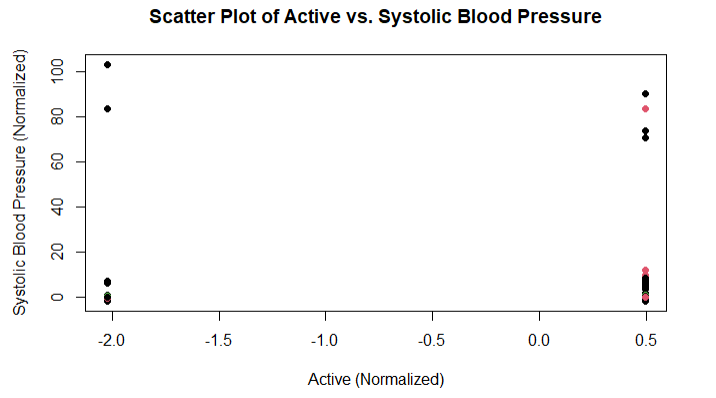 Scatter Plot of Active vs. Systolic Blood Pressure
Systolic Blood Pressure (Normalized)
100
80
60
40
20
0
-2.0 -1.5 -1.0 -0.5 0.0 0.5
Active (Normalized)